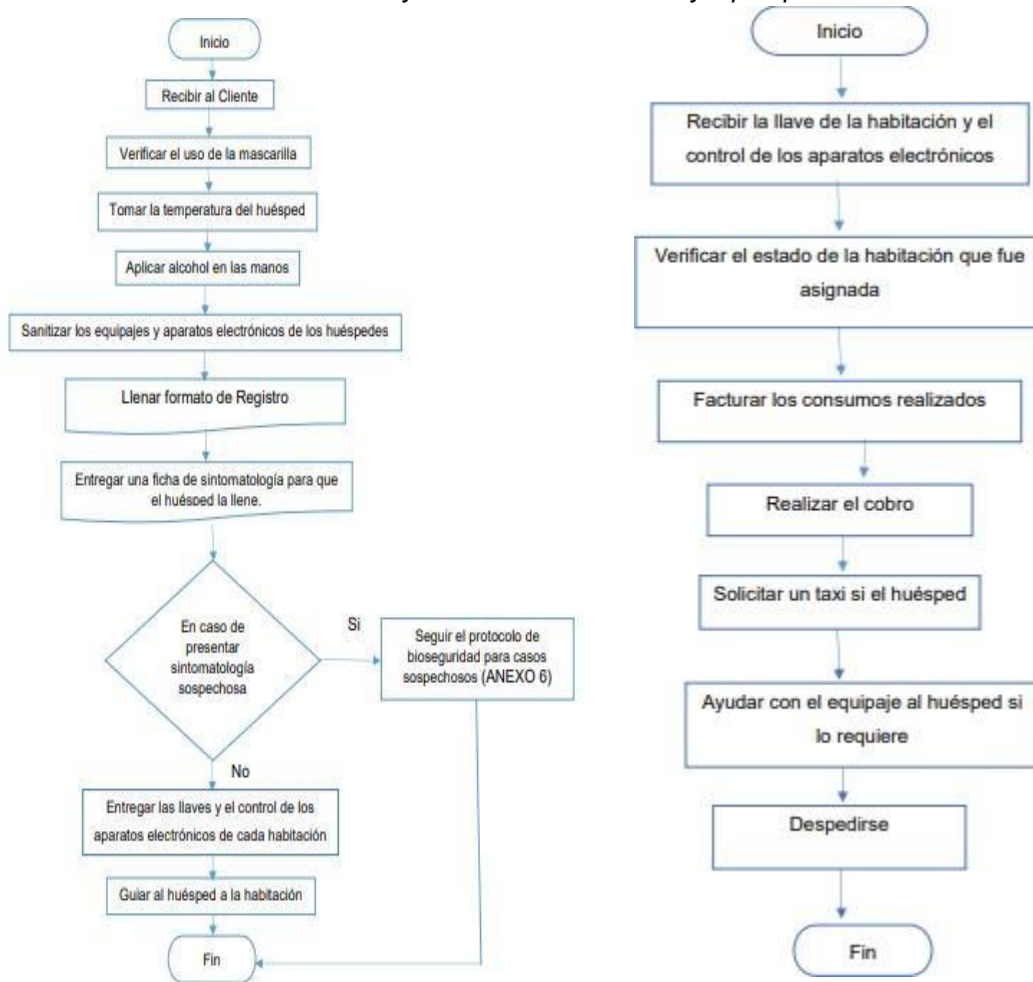 Inicio
Recibir al Cliente
Verificar el uso de la mascarilla
Tomar la temperatura del huésped
Aplicar alcohol en las manos
Sanitizar los equipajes y aparatos electrónicos de los huéspedes
Llenar formato de Registro
Entregar una ficha de sintomatología para que
el huésped la llene.
En caso de
presentar
sintomatología
sospechosa
Si
Seguir el protocolo de
bioseguridad para casos
sospechosos (ANEXO 6)
No
Entregar las llaves y el control de los
aparatos electrónicos de cada habitación
Guiar al huésped a la habitación
Fin
Inicio
Recibir la llave de la habitación y el
control de los aparatos electrónicos
Verificar el estado de la habitación que fue
asignada
Facturar los consumos realizados
Realizar el cobro
Solicitar un taxi si el huésped
Ayudar con el equipaje al huésped si
lo requiere
Despedirse
Fin